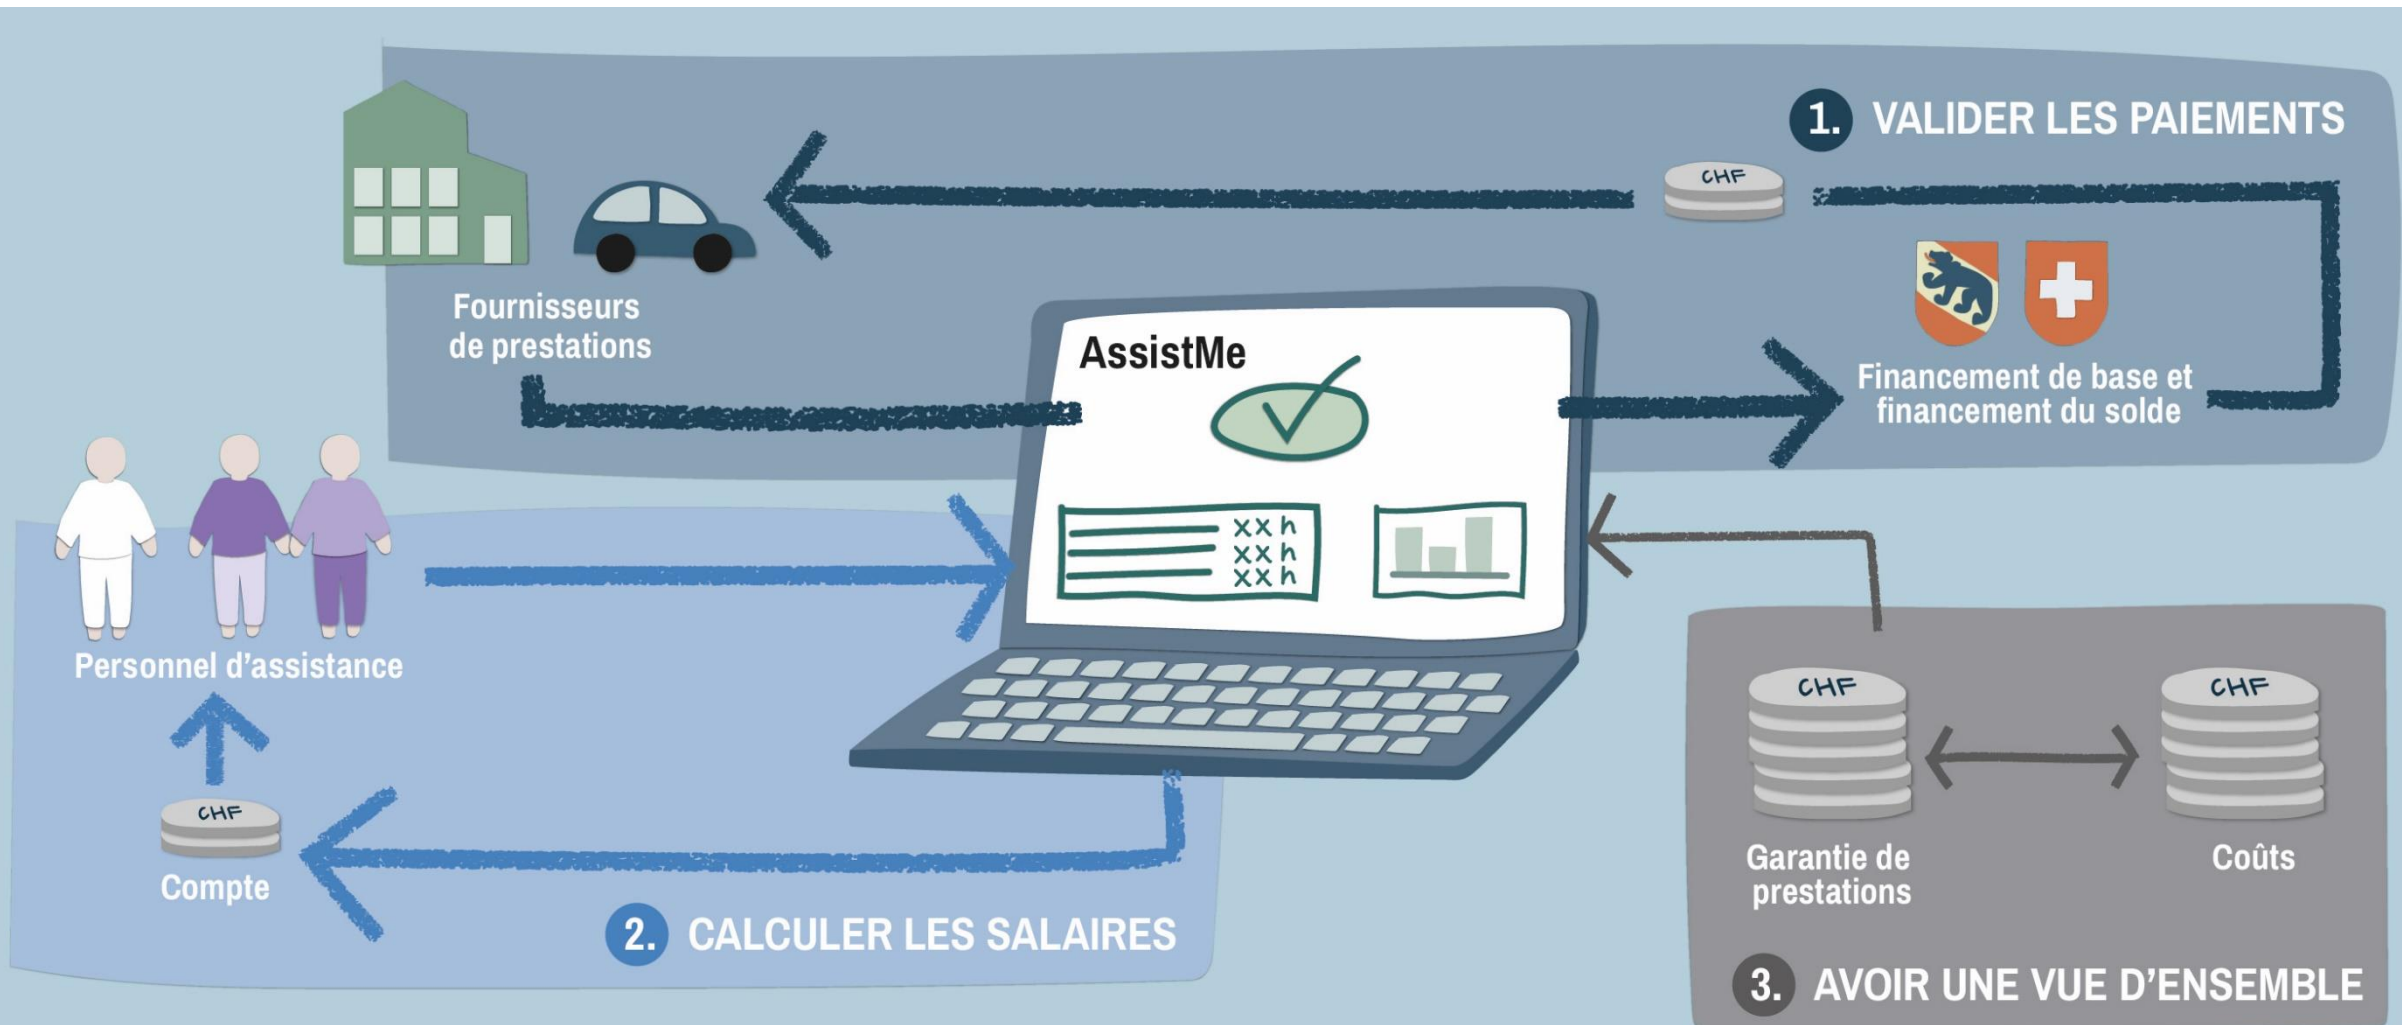 1. VALIDER LES PAIEMENTS
CHF
Fournisseurs
de prestations
Financement de base et
financement du solde
AssistMe
xx h
xx h
xx h
Personnel d’assistance
CHF
Compte
2. CALCULER LES SALAIRES
CHF
CHF
Garantie de
prestations
Coûts
3. AVOIR UNE VUE D’ENSEMBLE